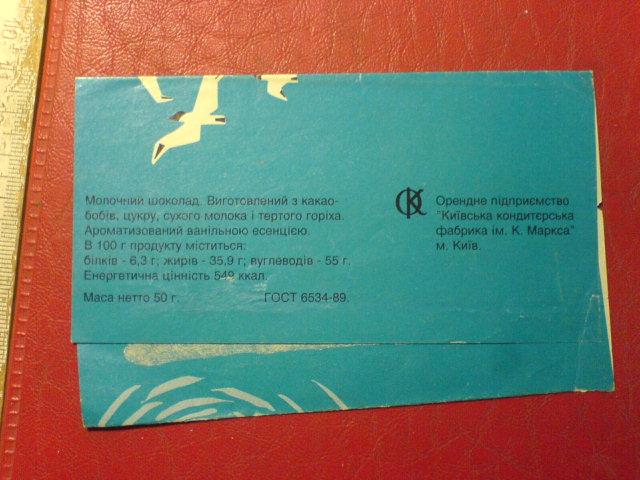 Молочний шоколад. Виготовлений з какао-
бобів, цукру, сухого молока і тертого горіха.
Ароматизований ванільною есенцією.
В 100 г продукту міститься:
білків - 6,3 г; жирів - 35,9 г; вуглеводів - 55 г.
Енергетична цінність 549 ккал.
Маса нетто 50 г. ГОСТ 6534-89.
Орендне підприємство
"Київська кондитєрська
фабрика ім. К. Маркса"
м. Київ.